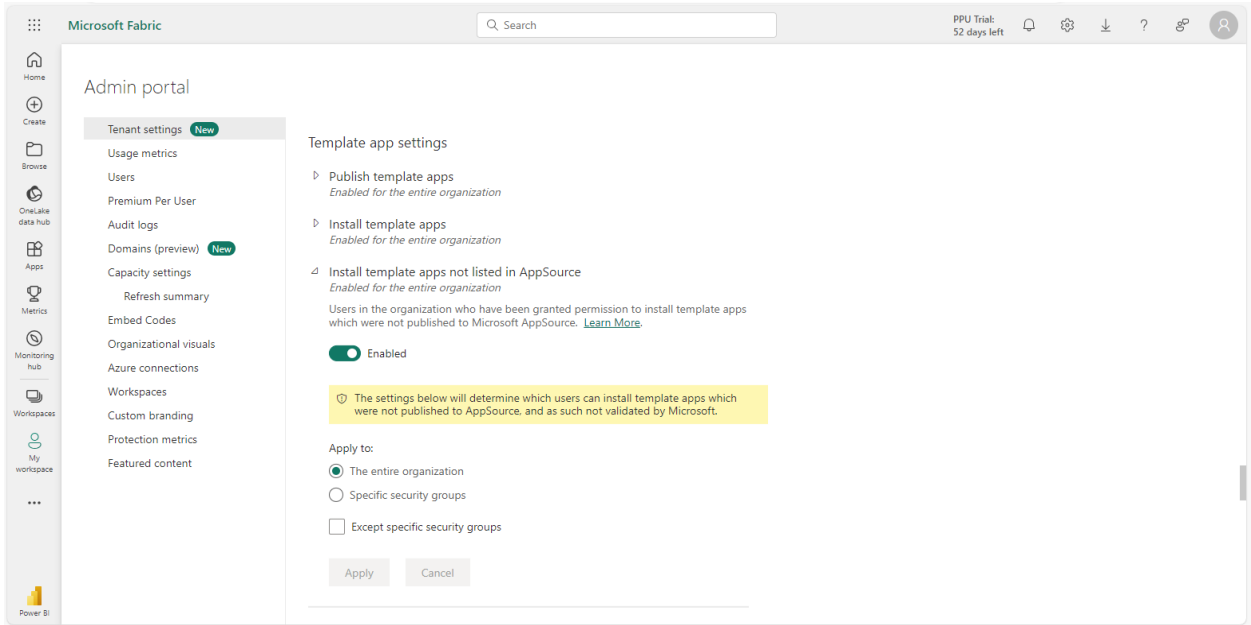 Microsoft Fabric
Search
PPU Trial:
52 days left
Home
Create
Browse
OneLake
data hub
Apps
Metrics
Monitoring
hub
Workspaces
My
workspace
Power BI
Admin portal
Tenant settings New
Usage metrics
Users
Premium Per User
Audit logs
Domains (preview) New
Capacity settings
Refresh summary
Embed Codes
Organizational visuals
Azure connections
Workspaces
Custom branding
Protection metrics
Featured content
Template app settings
Publish template apps
Enabled for the entire organization
Install template apps
Enabled for the entire organization
Install template apps not listed in AppSource
Enabled for the entire organization
Users in the organization who have been granted permission to install template apps
which were not published to Microsoft AppSource. Learn More.
Enabled
The settings below will determine which users can install template apps which
were not published to AppSource, and as such not validated by Microsoft.
Apply to:
The entire organization
Specific security groups
Except specific security groups
Apply
Cancel